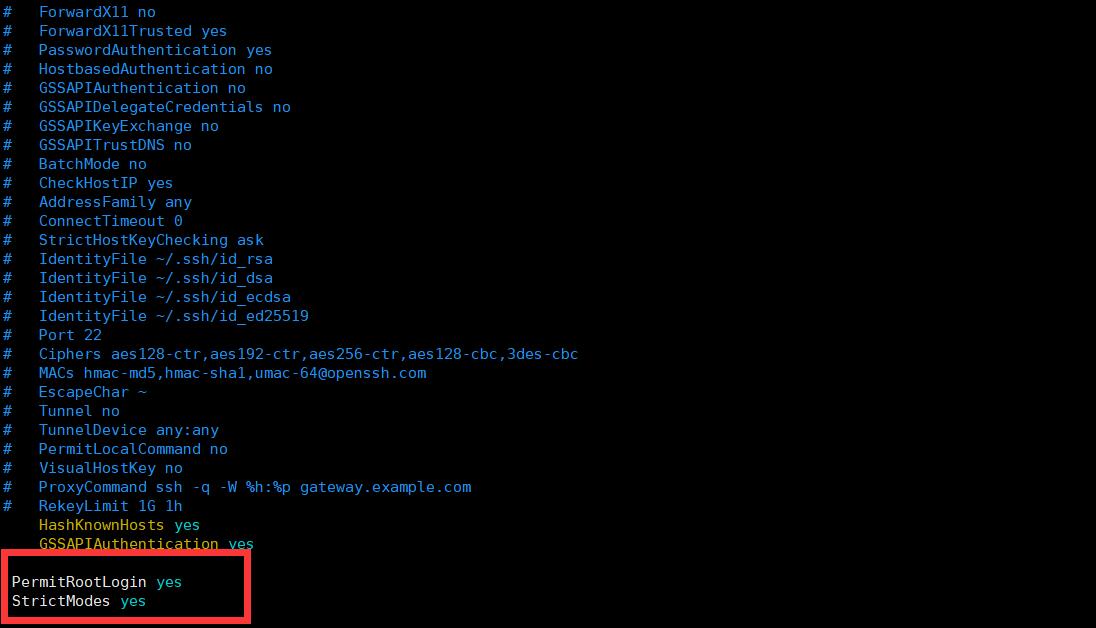 #   ForwardX11 no
#   ForwardX11Trusted yes
#   PasswordAuthentication yes
#   HostbasedAuthentication no
#   GSSAPIAuthentication no
#   GSSAPIDelegateCredentials no
#   GSSAPIKeyExchange no
#   GSSAPITrustDNS no
#   BatchMode no
#   CheckHostIP yes
#   AddressFamily any
#   ConnectTimeout 0
#   StrictHostKeyChecking ask
#   IdentityFile ~/.ssh/id_rsa
#   IdentityFile ~/.ssh/id_dsa
#   IdentityFile ~/.ssh/id_ecdsa
#   IdentityFile ~/.ssh/id_ed25519
#   Port 22
#   Ciphers aes128-ctr,aes192-ctr,aes256-ctr,aes128-cbc,3des-cbc
#   MACs hmac-md5,hmac-sha1,umac-64@openssh.com
#   EscapeChar ~
#   Tunnel no
#   TunnelDevice any:any
#   PermitLocalCommand no
#   VisualHostKey no
#   ProxyCommand ssh -q -W %h:%p gateway.example.com
#   RekeyLimit 1G 1h
    HashKnownHosts yes
    GSSAPIAuthentication yes
PermitRootLogin yes
StrictModes yes